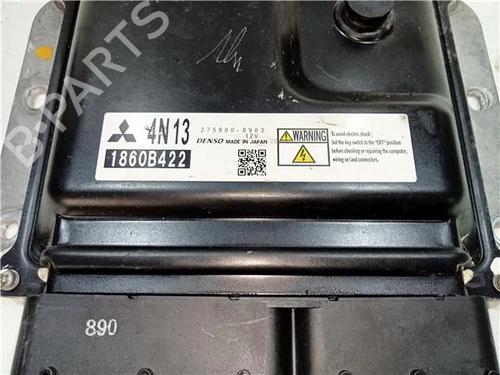 B-PARTS
4N13
275800-8903
12V
1860B422
DENSO MADE IN JAPAN
WARNING
To avoid electric shock;
Set the key switch to the "OFF" position
before checking or repairing the computer,
wiring or/and connectors.
890